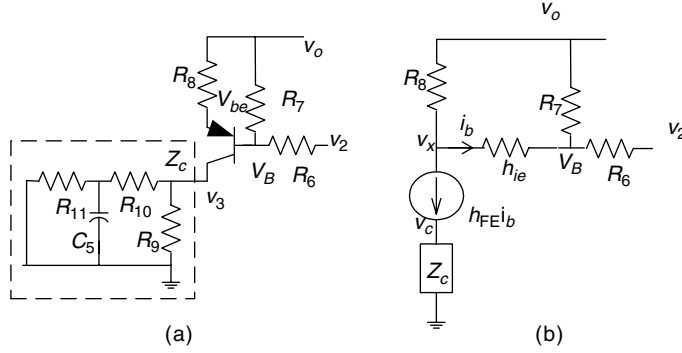 v_o
R_8
V_be
R_7
v_2
Z_c
V_B
R_6
v_3
R_11
R_10
C_5
R_9
(a)
v_o
R_8
R_7
v_x
i_b
v_2
h_ie
V_B
R_6
v_c
h_FE i_b
Z_c
(b)